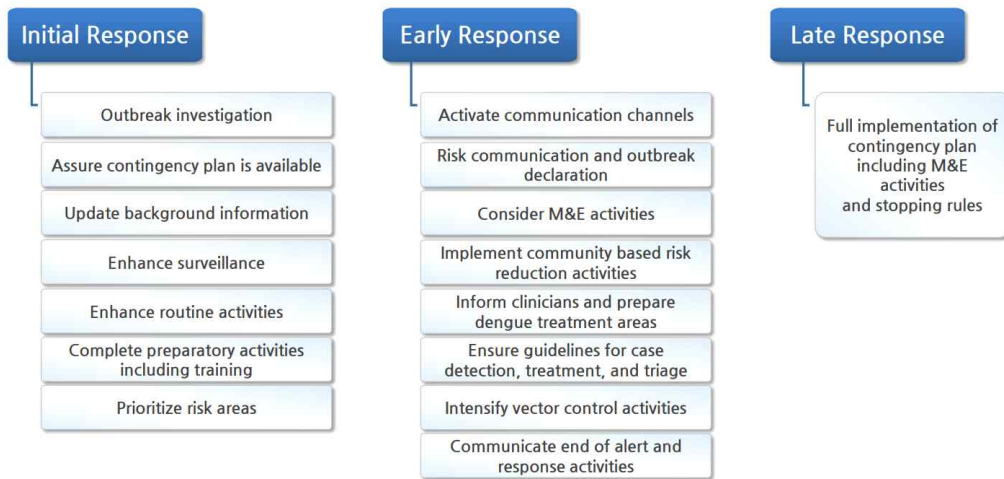 Initial Response
Outbreak investigation
Assure contingency plan is available
Update background information
Enhance surveillance
Enhance routine activities
Complete preparatory activities
including training
Prioritize risk areas
Early Response
Activate communication channels
Risk communication and outbreak
declaration
Consider M&E activities
Implement community based risk
reduction activities
Inform clinicians and prepare
dengue treatment areas
Ensure guidelines for case
detection, treatment, and triage
Intensify vector control activities
Communicate end of alert and
response activities
Late Response
Full implementation of
contingency plan
including M&E
activities
and stopping rules